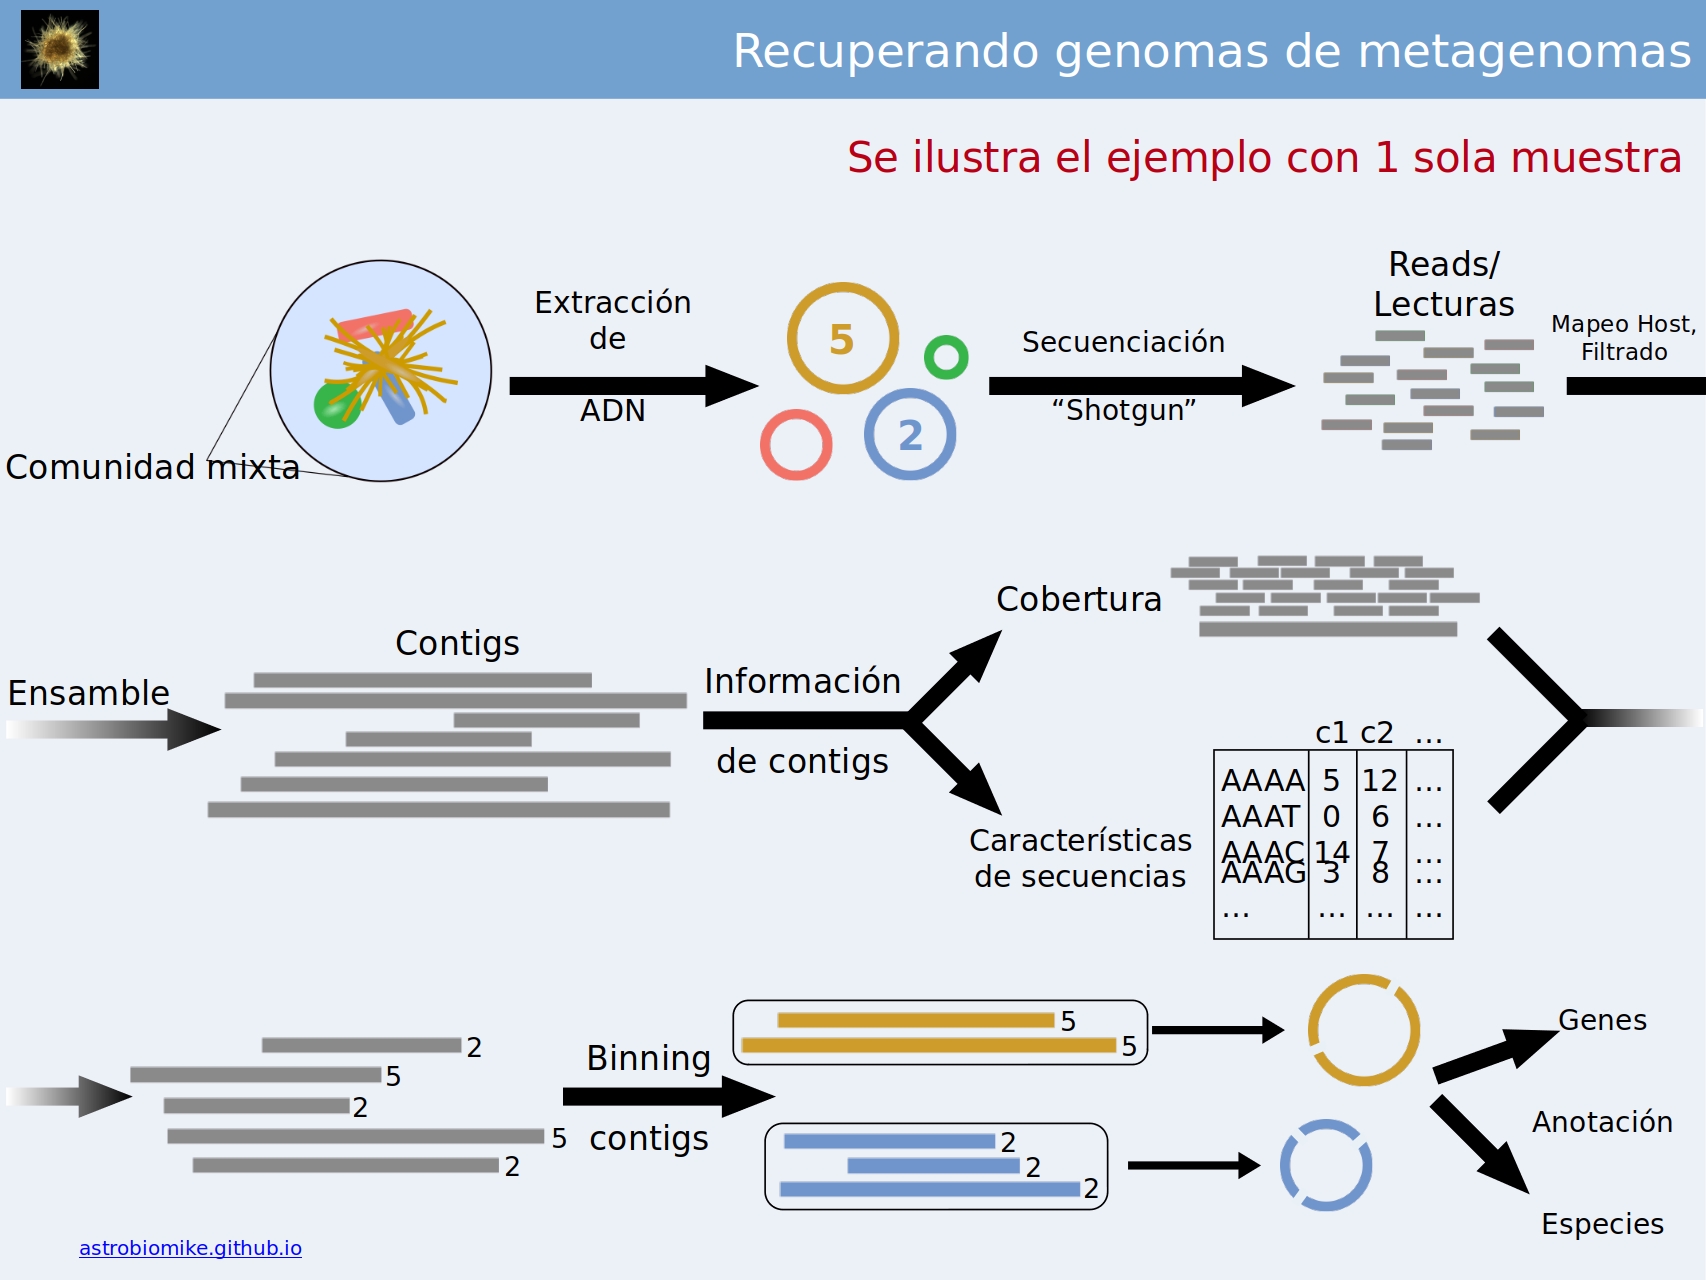 Recuperando genomas de metagenomas
Se ilustra el ejemplo con 1 sola muestra
Comunidad mixta
Extracción
de
ADN
5
2
Secuenciación
“Shotgun”
Reads/
Lecturas
Mapeo Host,
Filtrado
Ensamble
Contigs
Información
de contigs
Cobertura
Características
de secuencias
c1 c2 ...
AAAA 5 12 ...
AAAT 0 6 ...
AAAC 14 7 ...
AAAG 3 8 ...
... ... ... ...
2
5
2
5
2
Binning
contigs
5
5
2
2
2
Genes
Anotación
Especies
astrobiomike.github.io